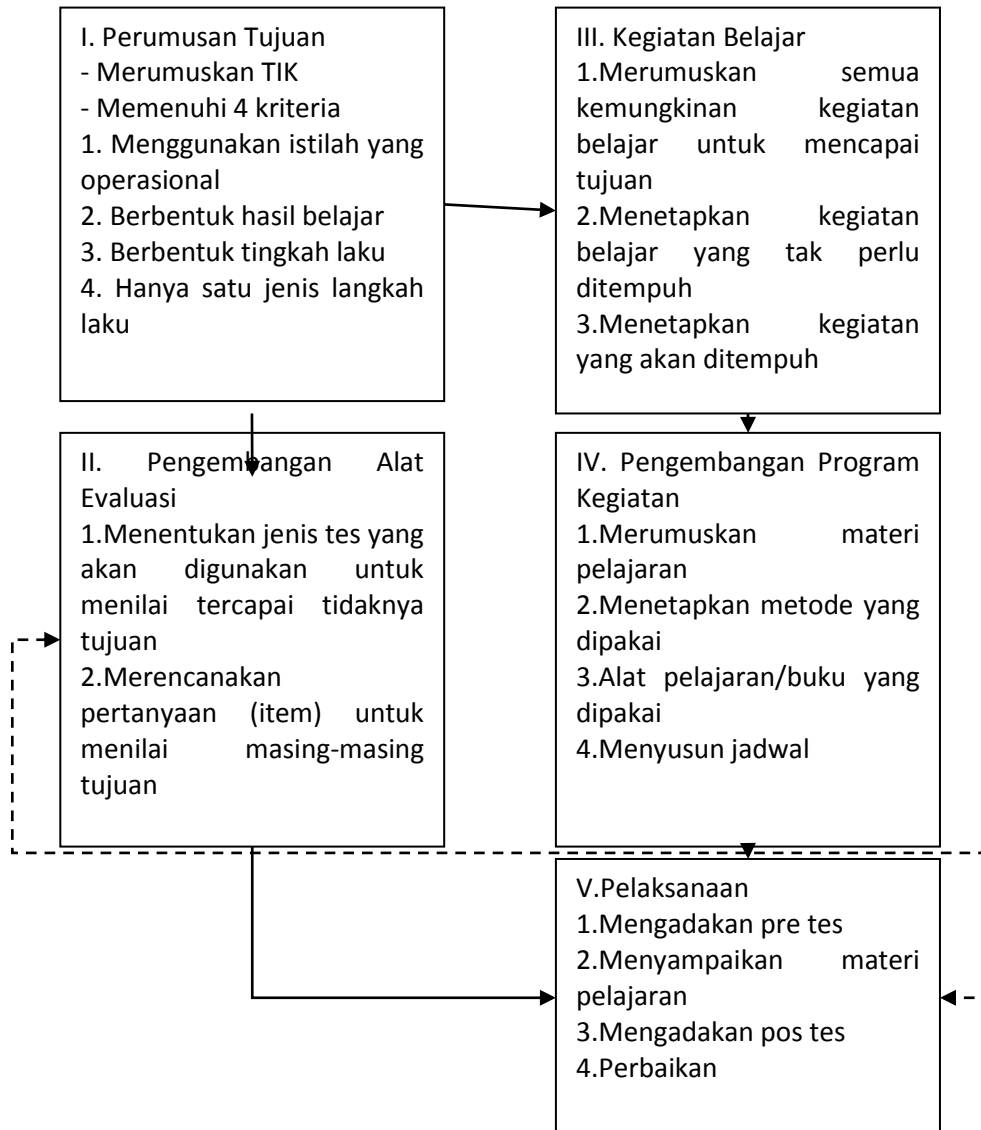 I. Perumusan Tujuan
- Merumuskan TIK
- Memenuhi 4 kriteria
1. Menggunakan istilah yang
operasional
2. Berbentuk hasil belajar
3. Berbentuk tingkah laku
4. Hanya satu jenis langkah
laku
II. Pengembangan Alat
Evaluasi
1.Menentukan jenis tes yang
akan digunakan untuk
menilai tercapai tidaknya
tujuan
2.Merencanakan
pertanyaan (item) untuk
menilai masing-masing
tujuan
III. Kegiatan Belajar
1.Merumuskan semua
kemungkinan kegiatan
belajar untuk mencapai
tujuan
2.Menetapkan kegiatan
belajar yang tak perlu
ditempuh
3.Menetapkan kegiatan
yang akan ditempuh
IV. Pengembangan Program
Kegiatan
1.Merumuskan materi
pelajaran
2.Menetapkan metode yang
dipakai
3.Alat pelajaran/buku yang
dipakai
4.Menyusun jadwal
V.Pelaksanaan
1.Mengadakan pre tes
2.Menyampaikan materi
pelajaran
3.Mengadakan pos tes
4.Perbaikan